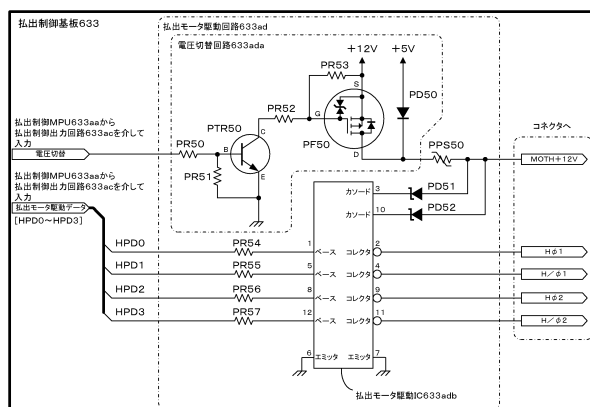 払出制御基板633
払出モータ駆動回路633ad
電圧切替回路633ada
+12V
+5V
PR53
S
PD50
PR52
G
PF50
D
払出制御MPU633aaから
払出制御出力回路633acを介して
入力
電圧切替
PR50
PTR50
B
C
E
PR51
PPS50
コネクタへ
MOTH+12V
払出制御MPU633aaから
払出制御出力回路633acを介して
入力
払出モータ駆動データ
[HPD0~HPD3]
カソード 3 PD51
カソード 10 PD52
HPD0 PR54 1 ベース コレクタ 2 Hφ1
HPD1 PR55 5 ベース コレクタ 4 H/φ1
HPD2 PR56 8 ベース コレクタ 9 Hφ2
HPD3 PR57 12 ベース コレクタ 11 H/φ2
6 エミッタ エミッタ 7
払出モータ駆動IC633adb